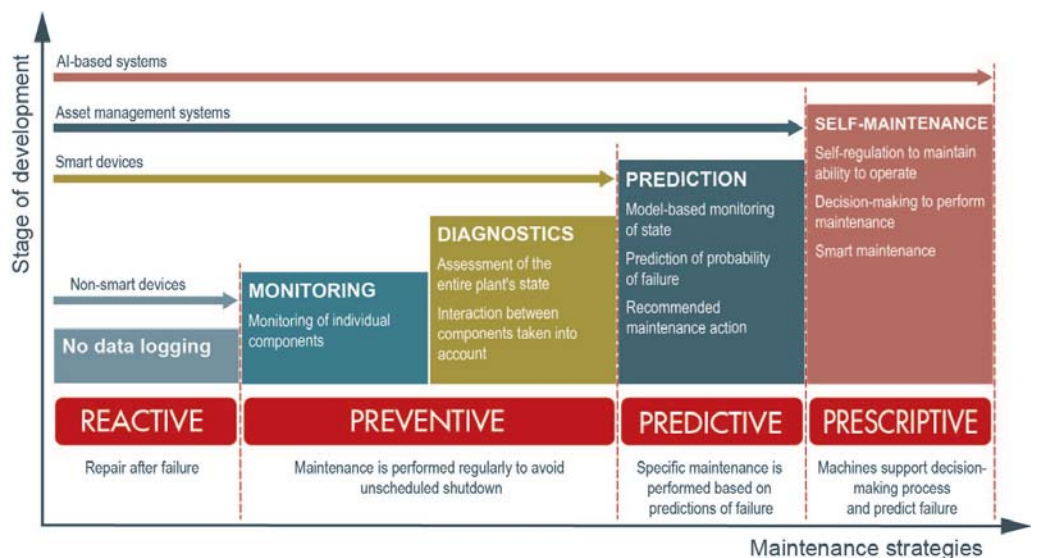 Stage of development
AI-based systems
Asset management systems
Smart devices
Non-smart devices
No data logging
MONITORING
Monitoring of individual
components
DIAGNOSTICS
Assessment of the
entire plant's state
Interaction between
components taken into
account
PREDICTION
Model-based monitoring
of state
Prediction of probability
of failure
Recommended
maintenance action
SELF-MAINTENANCE
Self-regulation to maintain
ability to operate
Decision-making to perform
maintenance
Smart maintenance
REACTIVE
PREVENTIVE
PREDICTIVE
PRESCRIPTIVE
Repair after failure
Maintenance is performed regularly to avoid
unscheduled shutdown
Specific maintenance is
performed based on
predictions of failure
Machines support decision-
making process
and predict failure
Maintenance strategies